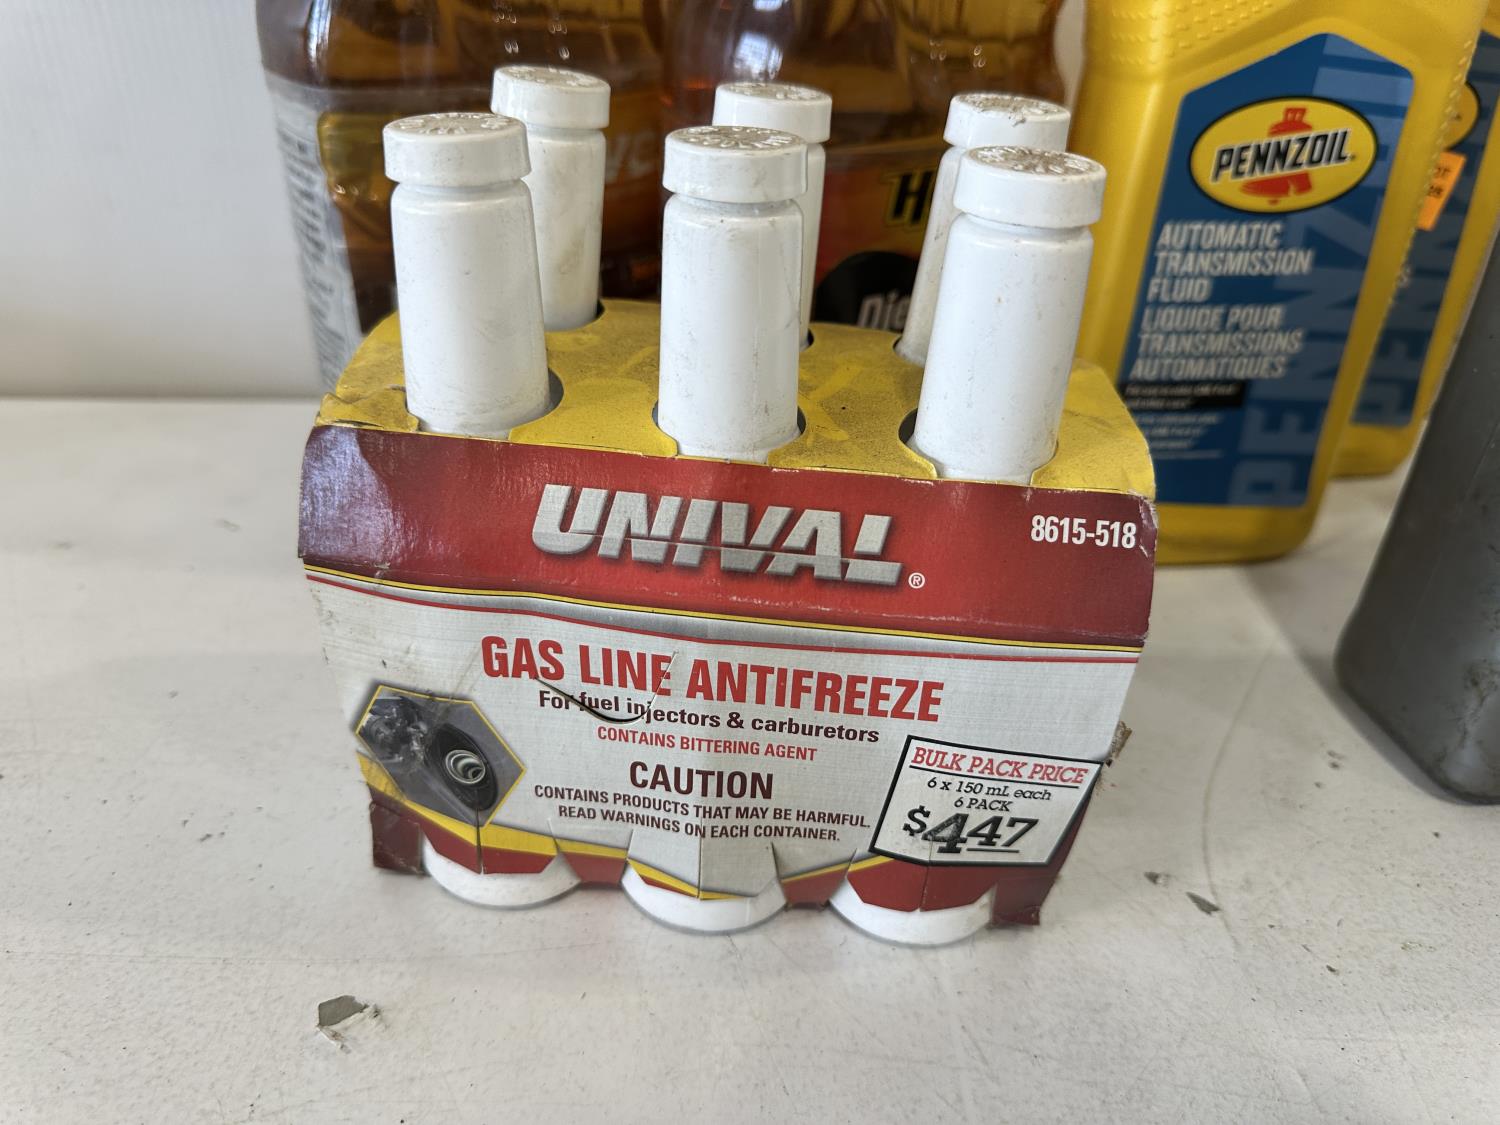 UNIVAL®
8615-518
GAS LINE ANTIFREEZE
For fuel injectors & carburetors
CONTAINS BITTERING AGENT
CAUTION
CONTAINS PRODUCTS THAT MAY BE HARMFUL.
READ WARNINGS ON EACH CONTAINER.
BULK PACK PRICE
6 x 150 mL each
6 PACK
$4.47
PENNZOIL
AUTOMATIC
TRANSMISSION
FLUID
LIQUIDE POUR
TRANSMISSIONS
AUTOMATIQUES